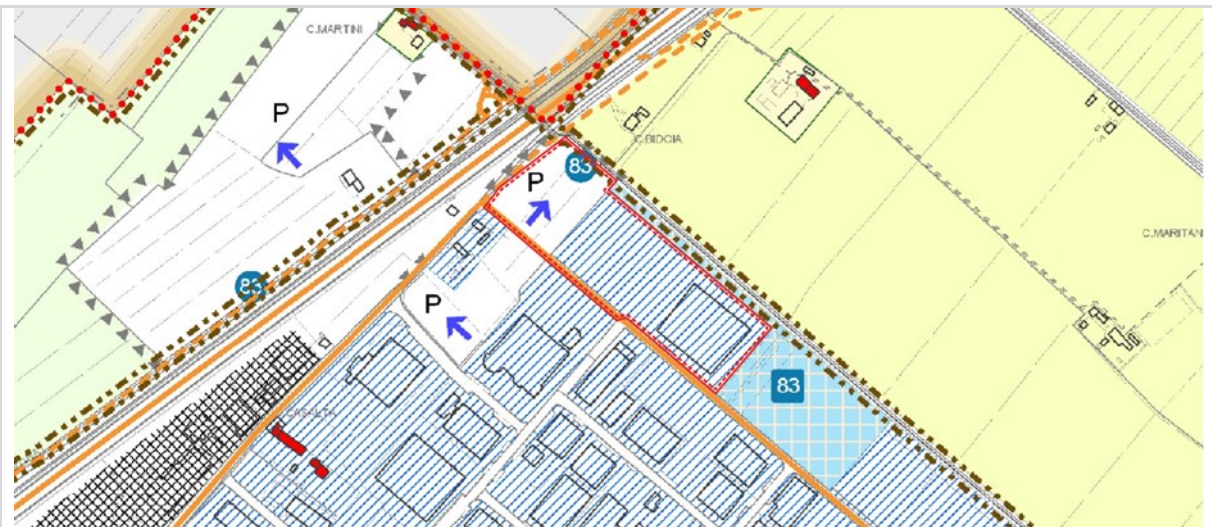 C.MARTINI
P
C.BIDOIA
83
P
C.MARITAN
83
P
83
CASALTA